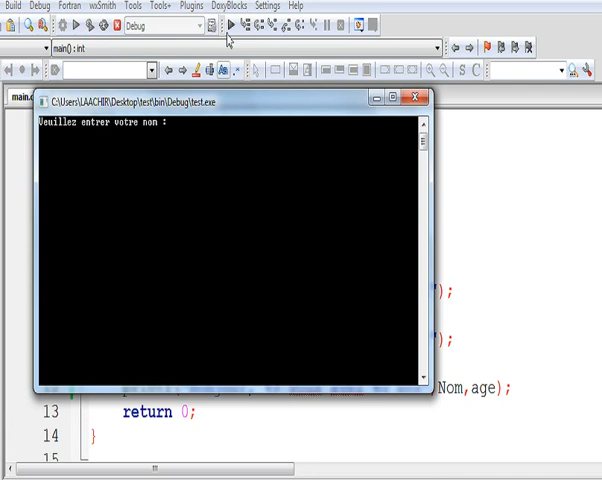 Build Debug Fortran wxSmith Tools Tools+ Plugins DoxyBlocks Settings Help
Debug
main() : int
S C
main.c
C:\Users\LAACHIR\Desktop\test\bin\Debug\test.exe
Veuillez entrer votre nom :
");
");
Nom,age);
13 return 0;
14 }
15